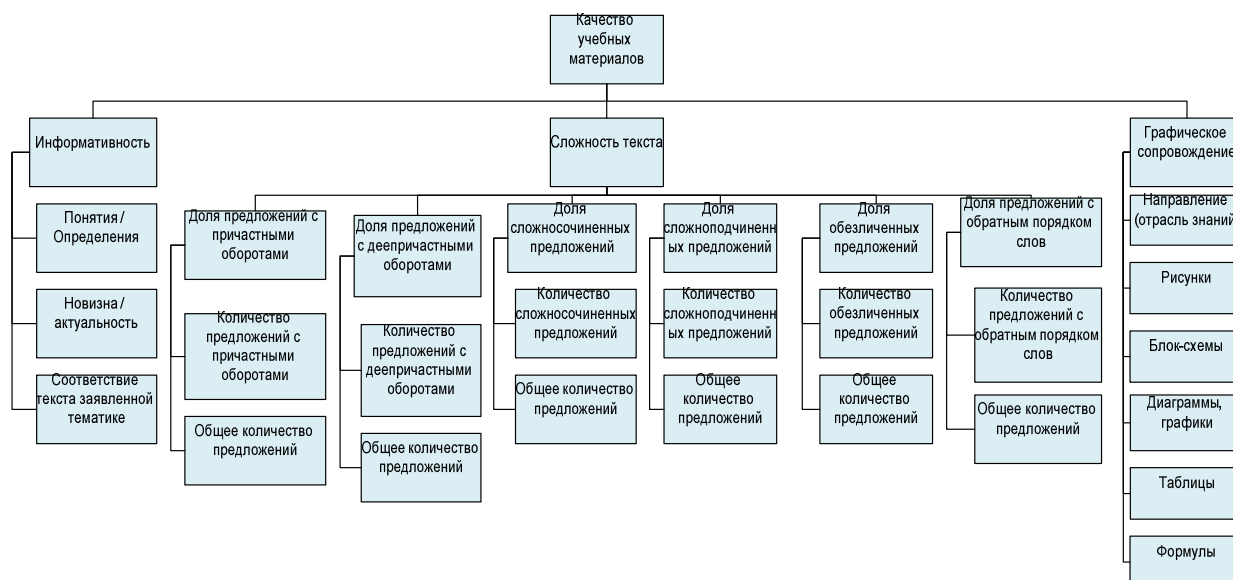 Качество
учебных
материалов
Информативность
Сложность текста
Графическое
сопровождение
Понятия /
Определения
Новизна /
актуальность
Соответствие
текста заявленной
тематике
Доля предложений с
причастными
оборотами
Количество
предложений с
причастными
оборотами
Общее количество
предложений
Доля предложений
с деепричастными
оборотами
Количество
предложений с
деепричастными
оборотами
Общее количество
предложений
Доля
сложносочиненных
предложений
Количество
сложносочиненных
предложений
Общее количество
предложений
Доля
сложноподчиненн
ых предложений
Количество
сложноподчиненн
ых предложений
Общее
количество
предложений
Доля
обезличенных
предложений
Количество
обезличенных
предложений
Общее
количество
предложений
Доля предложений с
обратным порядком
слов
Количество
предложений с
обратным порядком
слов
Общее количество
предложений
Направление
(отрасль знаний
Рисунки
Блок-схемы
Диаграммы,
графики
Таблицы
Формулы